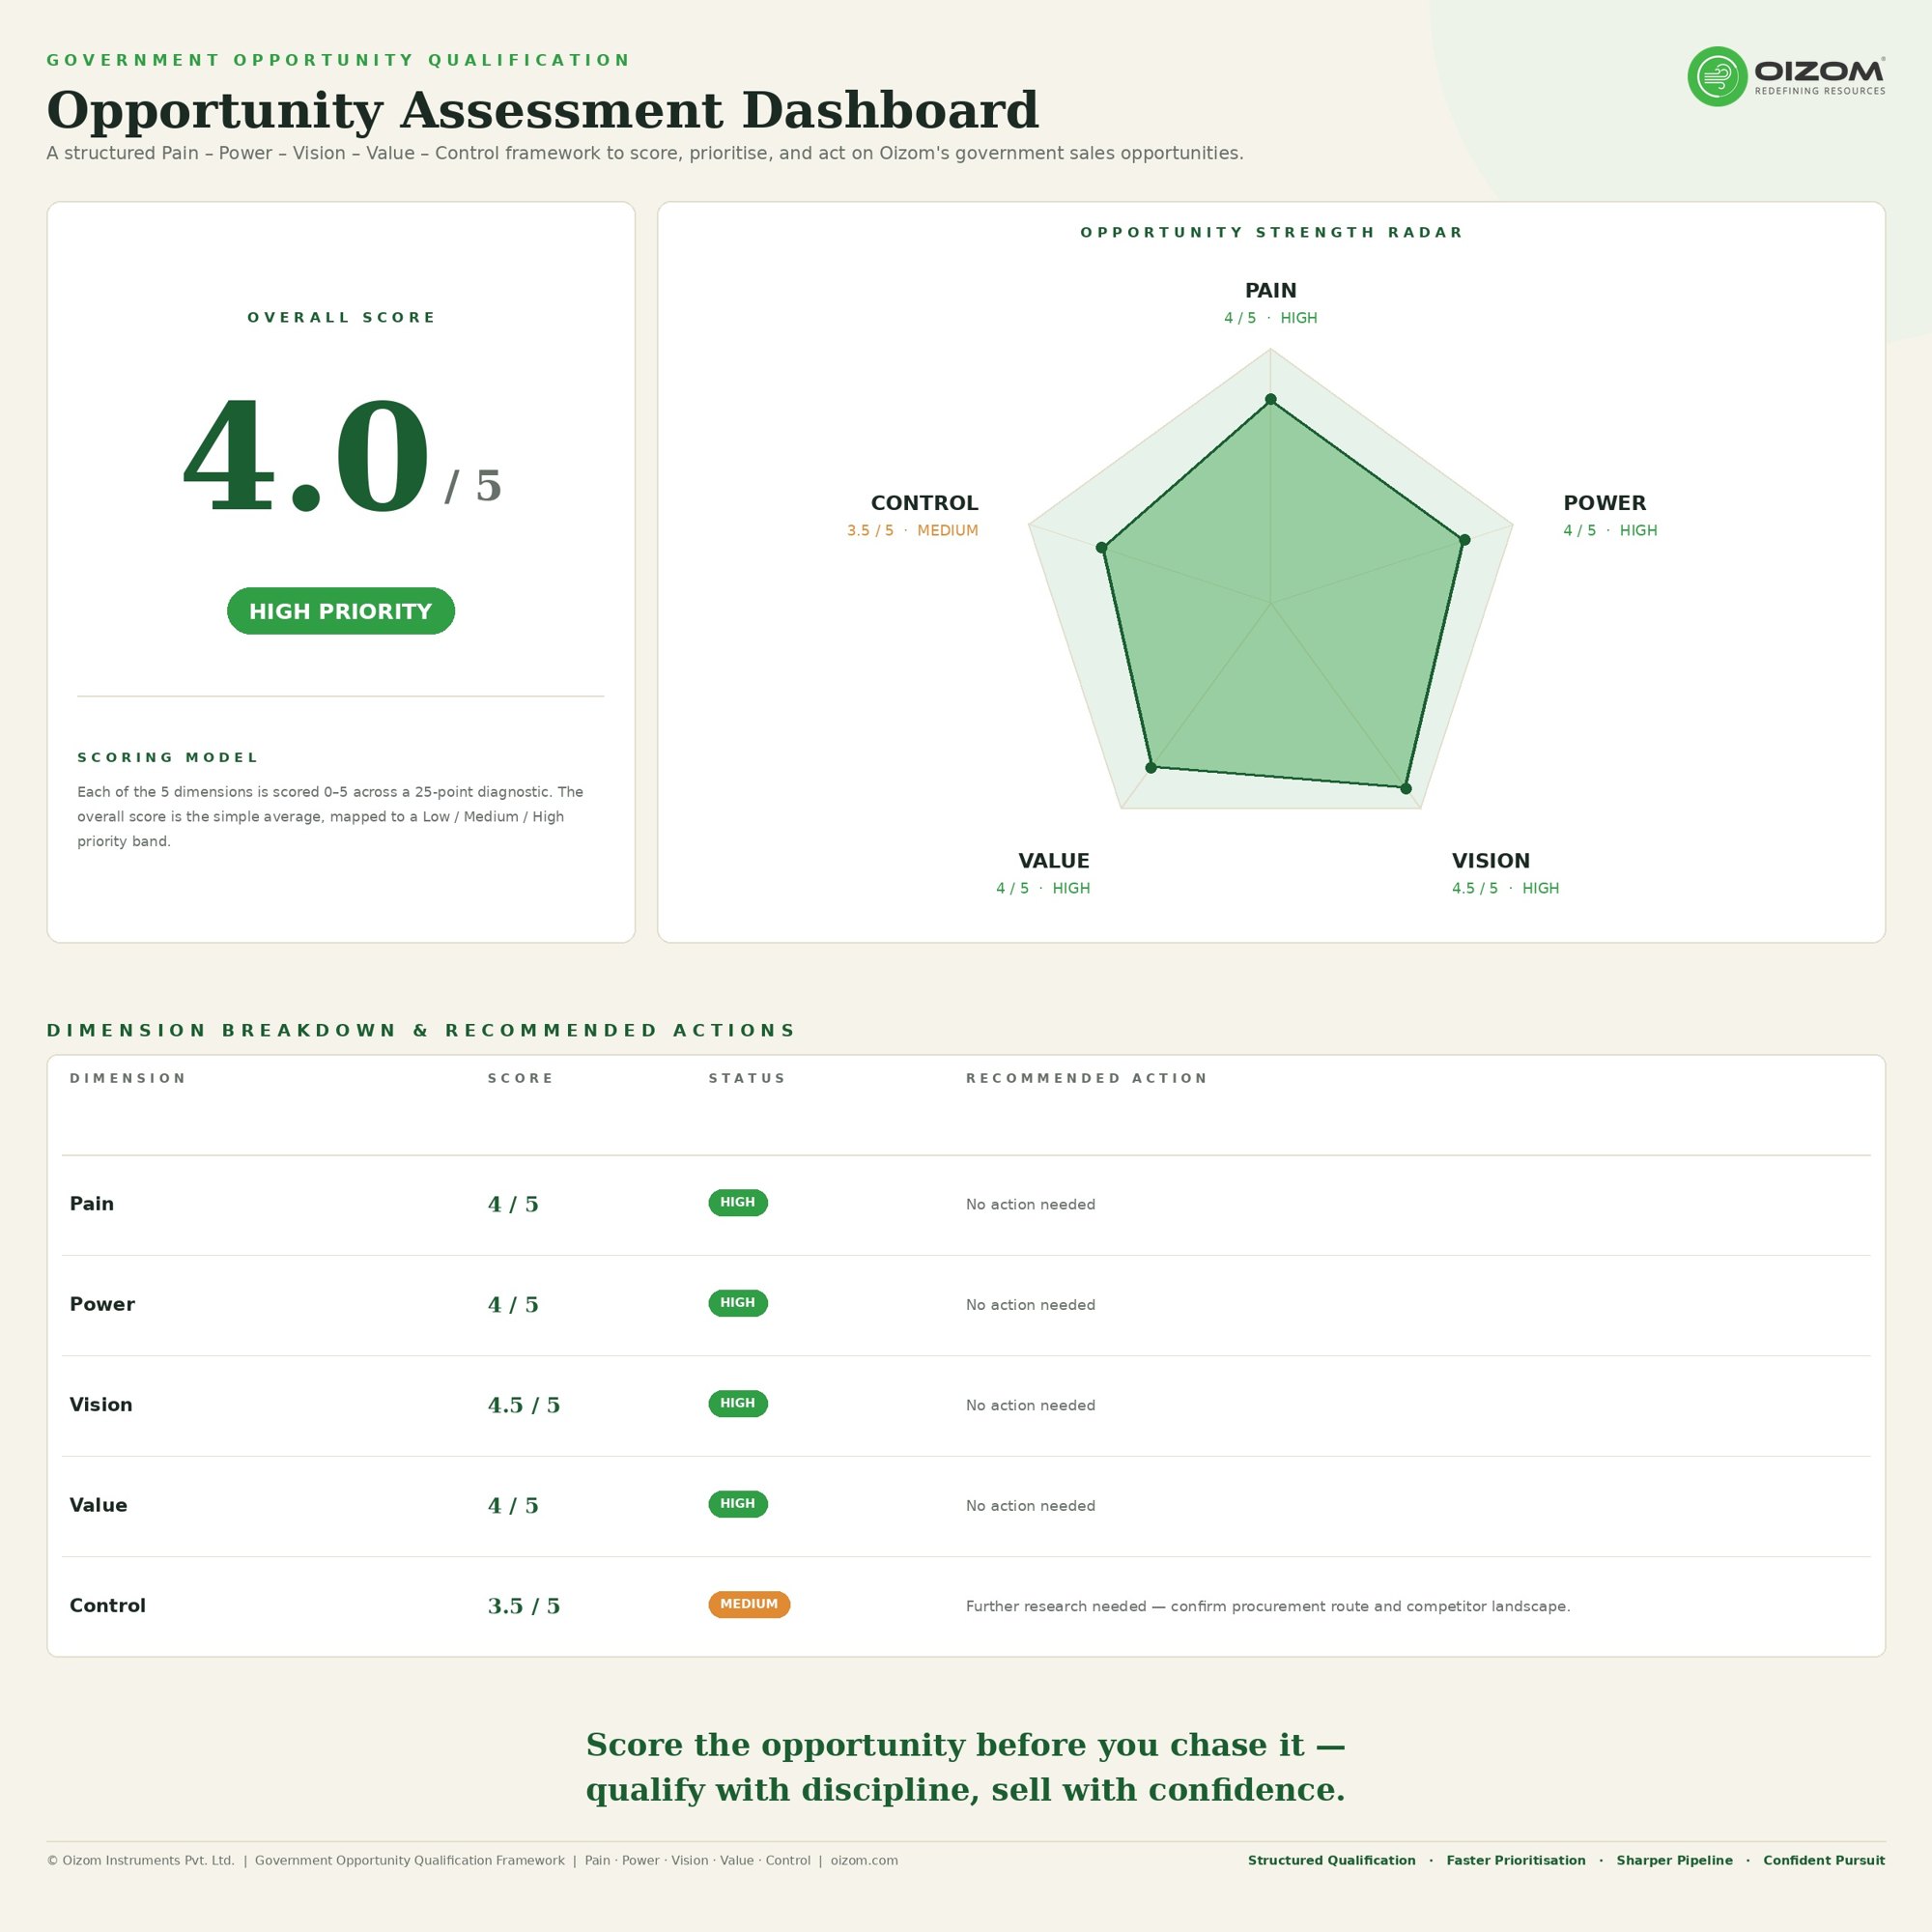 GOVERNMENT OPPORTUNITY QUALIFICATION
Opportunity Assessment Dashboard
A structured Pain – Power – Vision – Value – Control framework to score, prioritise, and act on Oizom's government sales opportunities.
OIZOM®
REDEFINING RESOURCES
OVERALL SCORE
4.0 / 5
HIGH PRIORITY
SCORING MODEL
Each of the 5 dimensions is scored 0–5 across a 25-point diagnostic. The
overall score is the simple average, mapped to a Low / Medium / High
priority band.
OPPORTUNITY STRENGTH RADAR
PAIN
4 / 5 · HIGH
CONTROL
3.5 / 5 · MEDIUM
POWER
4 / 5 · HIGH
VALUE
4 / 5 · HIGH
VISION
4.5 / 5 · HIGH
DIMENSION BREAKDOWN & RECOMMENDED ACTIONS
DIMENSION SCORE STATUS RECOMMENDED ACTION
Pain 4 / 5 HIGH No action needed
Power 4 / 5 HIGH No action needed
Vision 4.5 / 5 HIGH No action needed
Value 4 / 5 HIGH No action needed
Control 3.5 / 5 MEDIUM Further research needed — confirm procurement route and competitor landscape.
Score the opportunity before you chase it —
qualify with discipline, sell with confidence.
© Oizom Instruments Pvt. Ltd. | Government Opportunity Qualification Framework | Pain · Power · Vision · Value · Control | oizom.com
Structured Qualification · Faster Prioritisation · Sharper Pipeline · Confident Pursuit